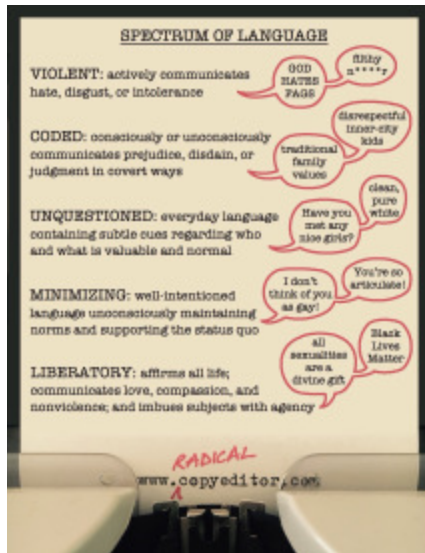 SPECTRUM OF LANGUAGE
VIOLENT: actively communicates
hate, disgust, or intolerance
GOD
HATES
FAGS
filthy
n****r
CODED: consciously or unconsciously
communicates prejudice, disdain, or
judgment in covert ways
traditional
family
values
disrespectful
inner-city
kids
UNQUESTIONED: everyday language
containing subtle cues regarding who
and what is valuable and normal
Have you
met any
nice girls?
clean,
pure
white
MINIMIZING: well-intentioned
language unconsciously maintaining
norms and supporting the status quo
I don't
think of you
as gay!
You're so
articulate!
LIBERATORY: affirms all life;
communicates love, compassion, and
nonviolence; and imbues subjects with agency
all
sexualities
are a
divine gift
Black
Lives
Matter
RADICAL
www.copyeditor.com